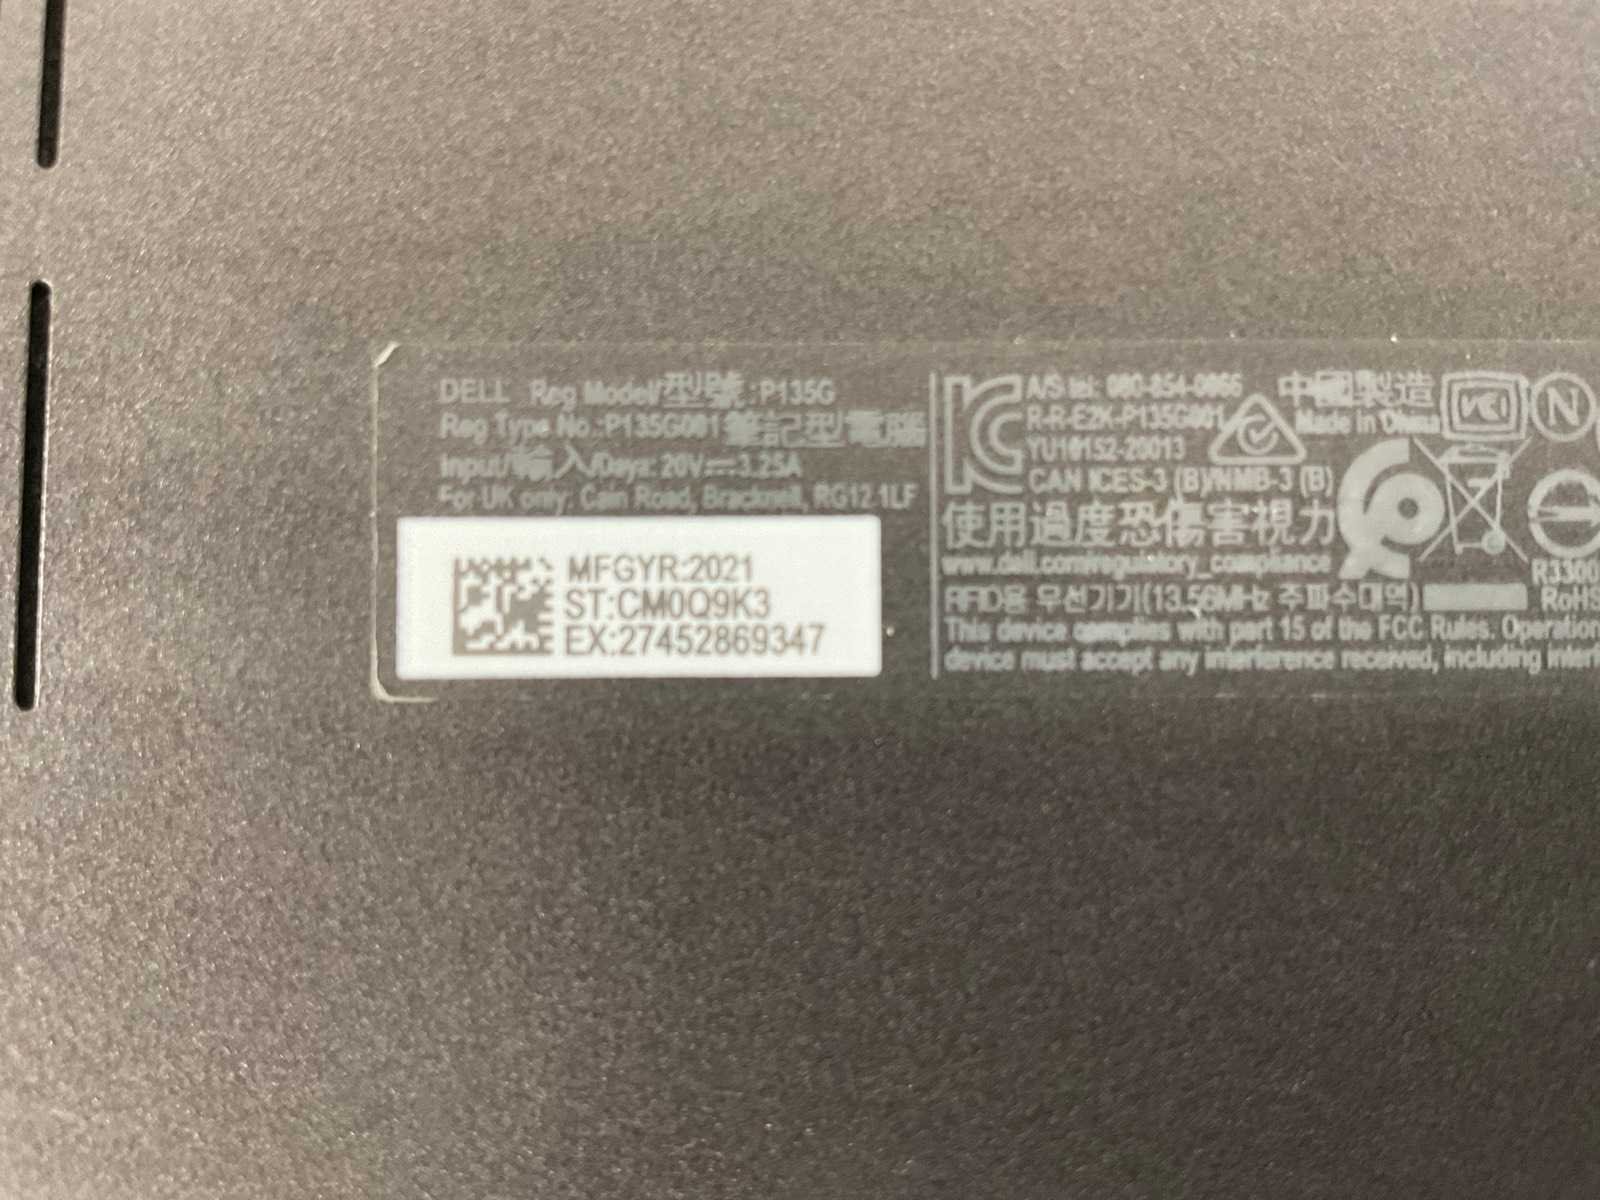 DELL Reg Model/型號:P135G
Reg Type No.:P135G001 筆記型電腦
Input/輸入/Вход: 20V⎓3.25A
For UK only: Cain Road, Bracknell, RG12 1LF
MFGYR:2021
ST:CM0Q9K3
EX:27452869347
A/S tel: 080-854-0066
R-R-E2K-P135G001
YU10152-20013
CAN ICES-3 (B)/NMB-3 (B)
中國製造
Made in China
N
使用過度恐傷害視力
www.dell.com/regulatory_compliance
R3300
RFID용 무선기기(13.56MHz 주파수대역)
RoHS
This device complies with part 15 of the FCC Rules. Operation
device must accept any interference received, including